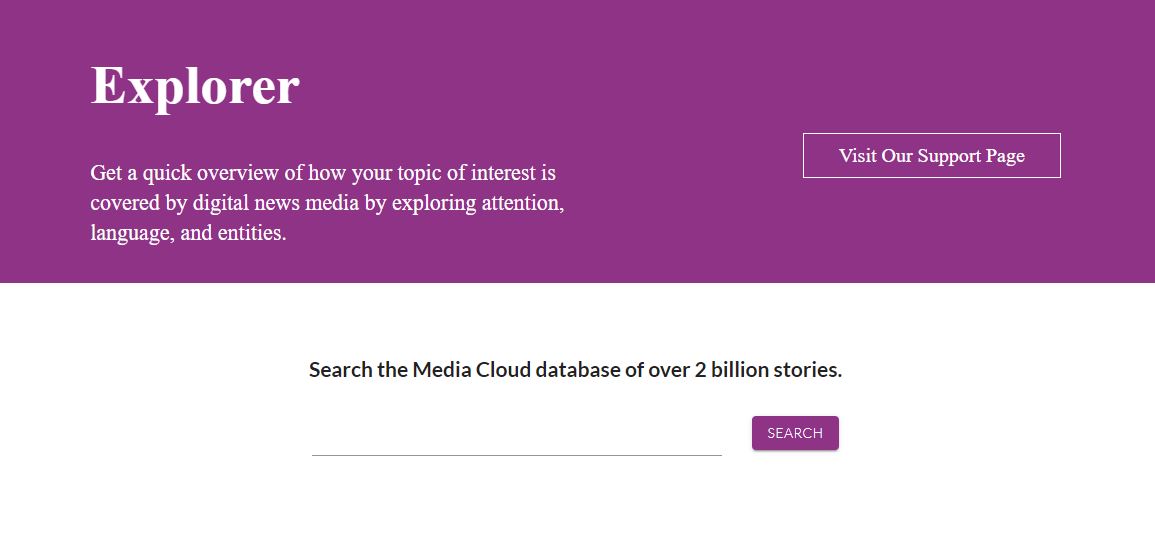 Explorer
Get a quick overview of how your topic of interest is
covered by digital news media by exploring attention,
language, and entities.
Visit Our Support Page
Search the Media Cloud database of over 2 billion stories.
SEARCH